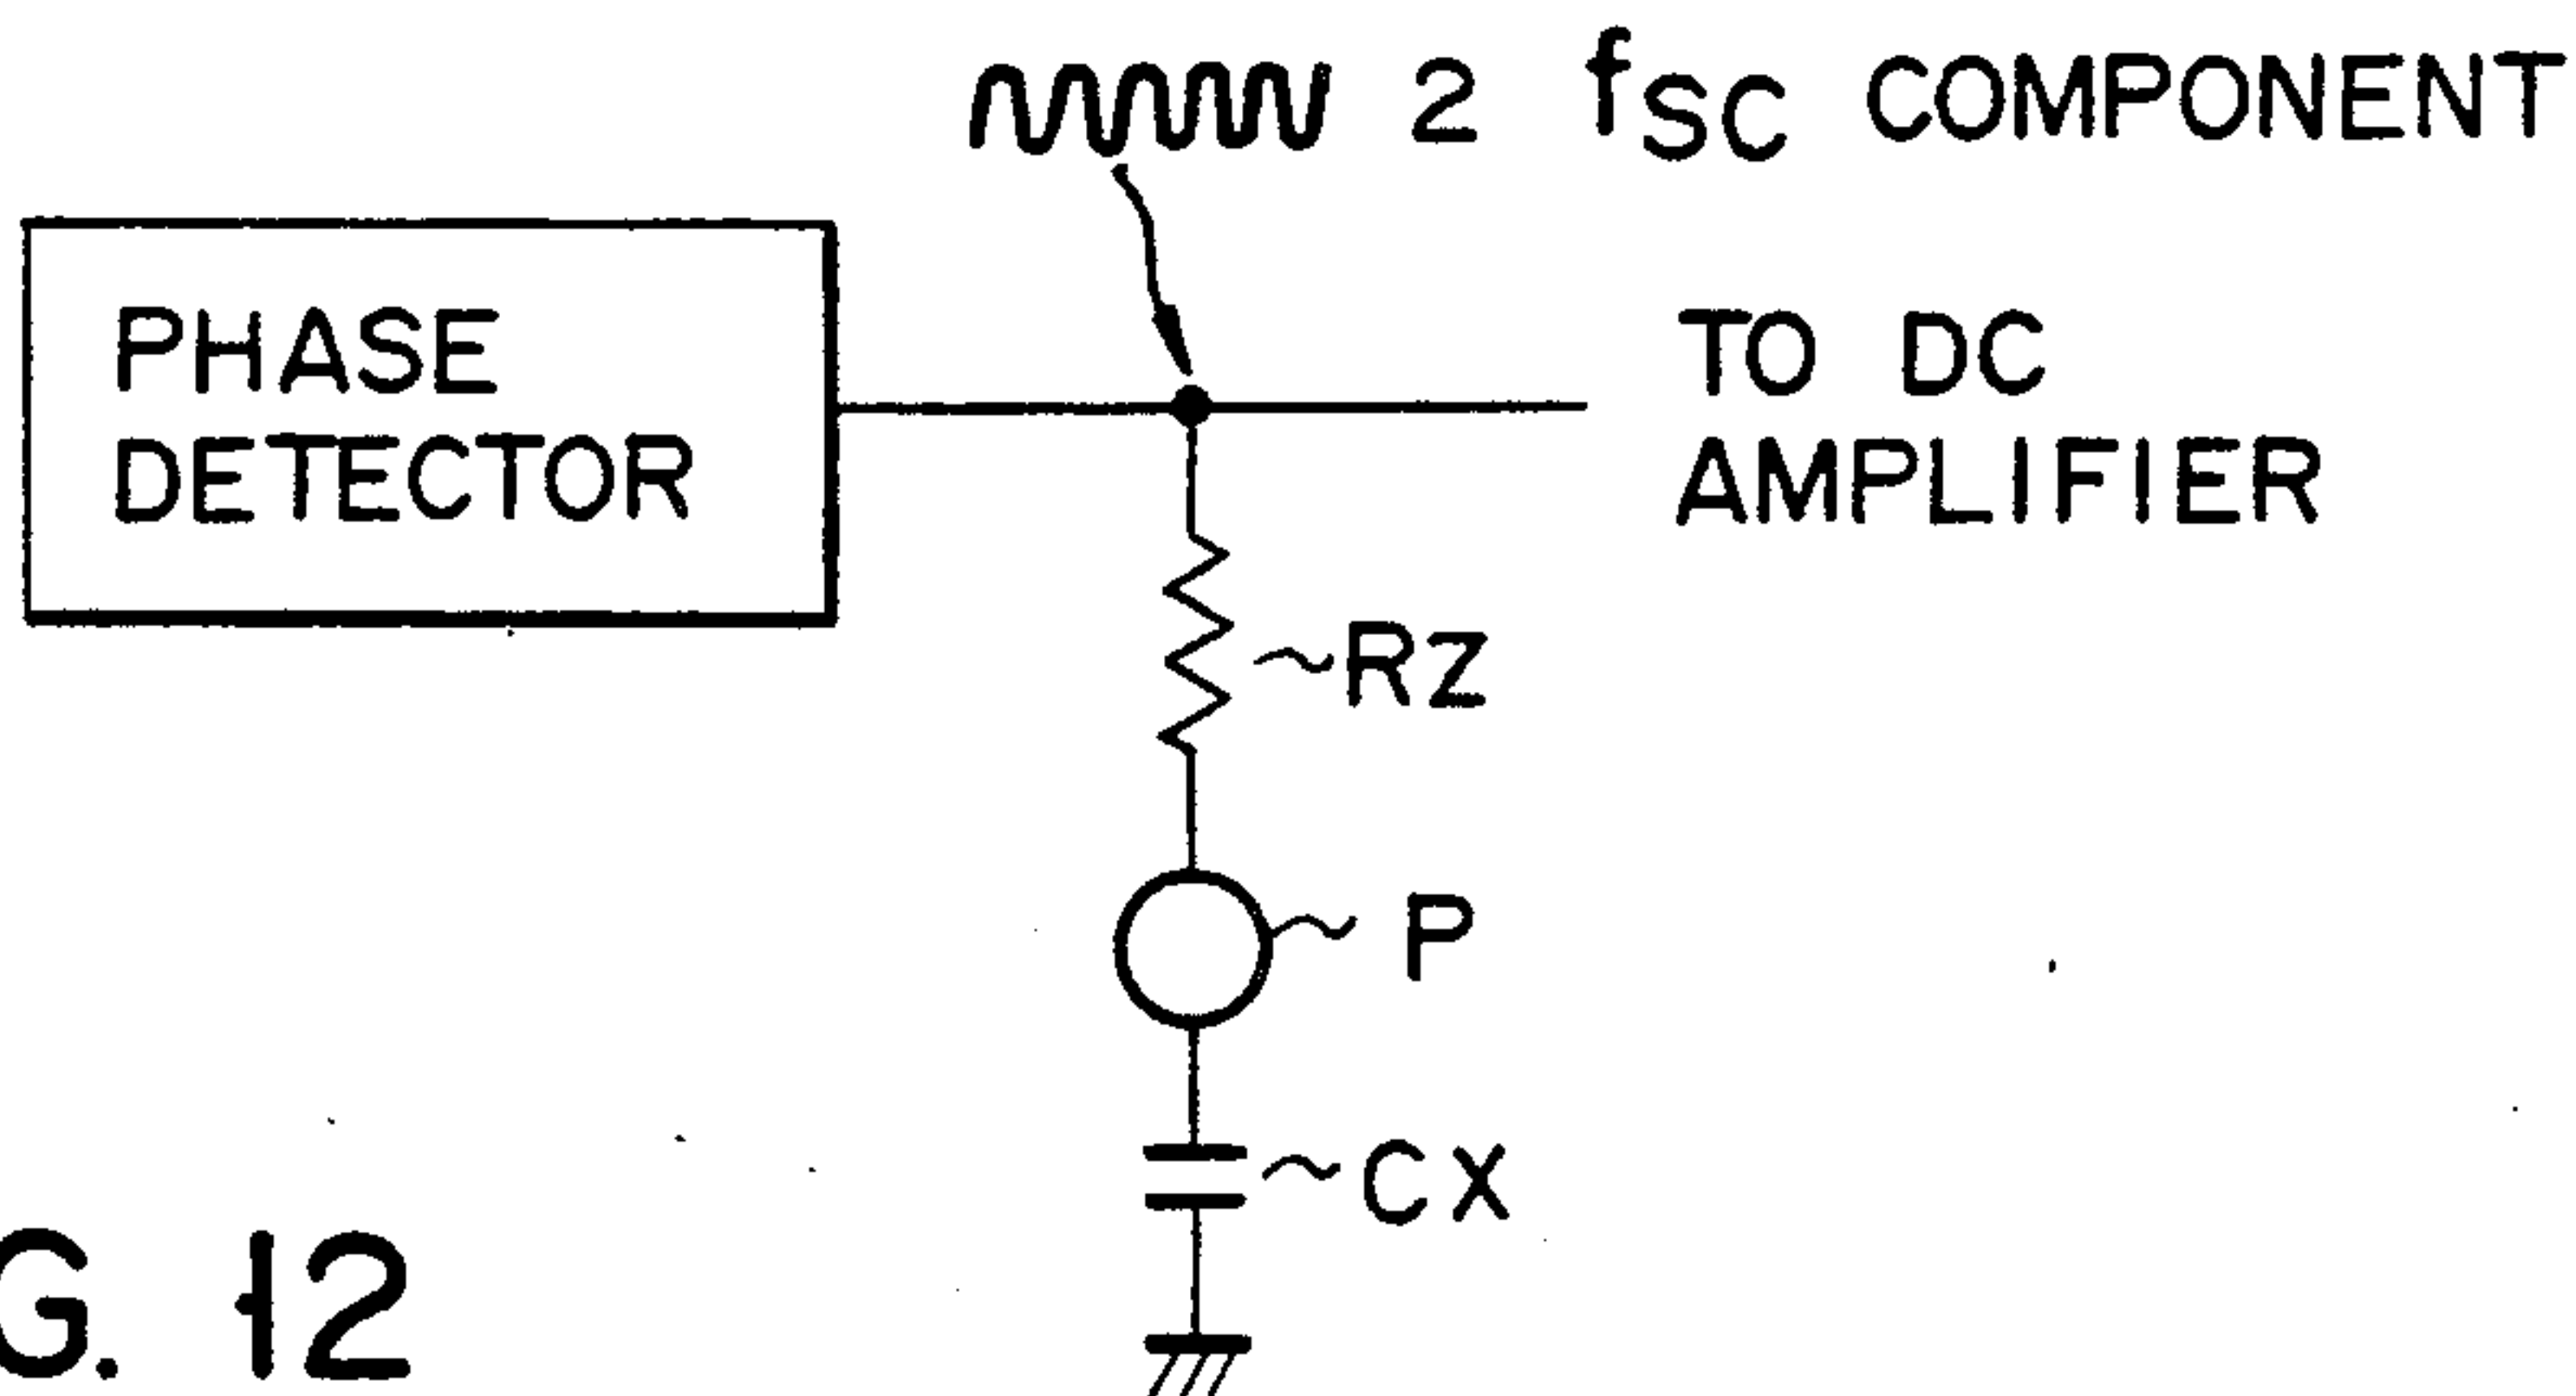 2 fSC COMPONENT
PHASE
DETECTOR
TO DC
AMPLIFIER
RZ
P
CX
G. 12